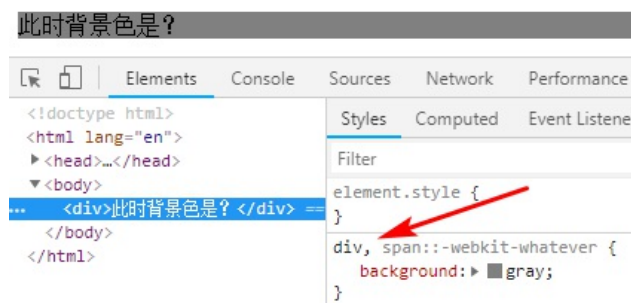 此时背景色是？
Elements Console Sources Network Performance
<!doctype html>
<html lang="en">
▶<head>…</head>
▼<body>
... <div>此时背景色是？</div> ==
</body>
</html>
Styles Computed Event Listene
Filter
element.style {
}
div, span::-webkit-whatever {
background:▶ gray;
}